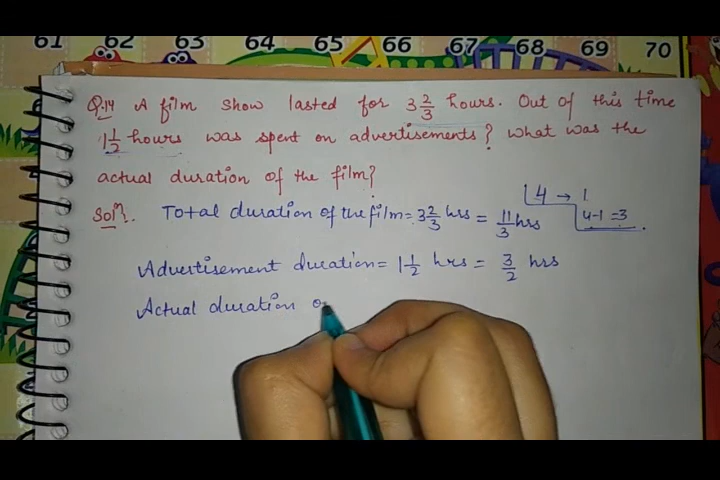 61 62 63 64 65 66 67 68 69 70
Q.14 A film show lasted for 3 2/3 hours. Out of this time
1 1/2 hours was spent on advertisements? What was the
actual duration of the film?
Solⁿ. Total duration of the film = 3 2/3 hrs = 11/3 hrs
4 → 1
4-1 = 3
Advertisement duration = 1 1/2 hrs = 3/2 hrs
Actual duration o